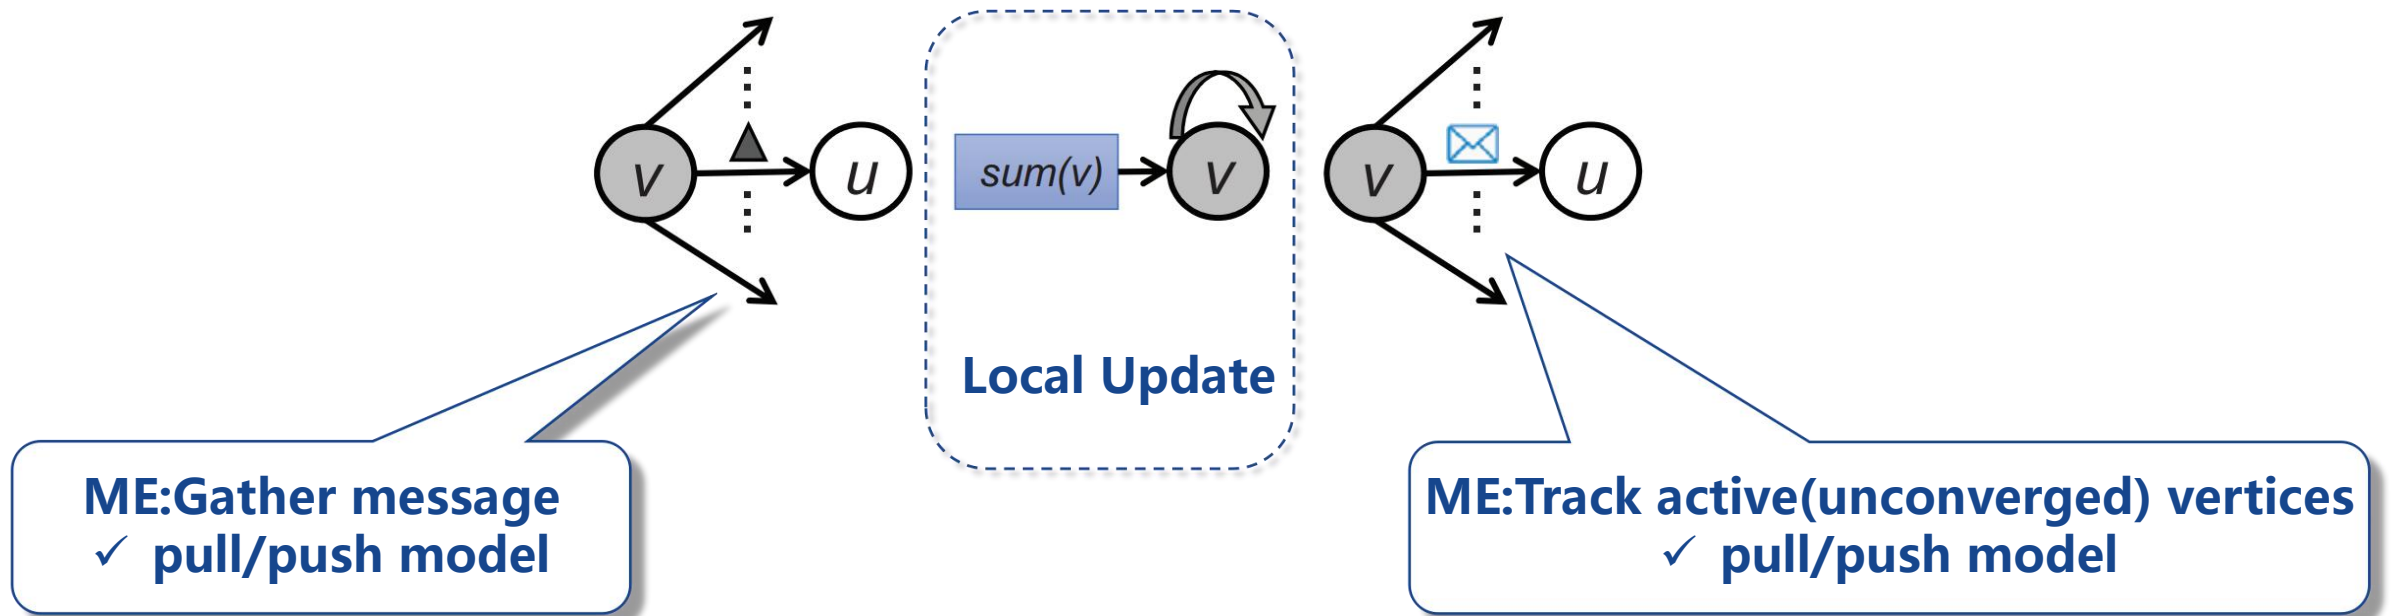 v
u
sum(v)
v
v
u
Local Update
ME:Gather message
✓ pull/push model
ME:Track active(unconverged) vertices
✓ pull/push model